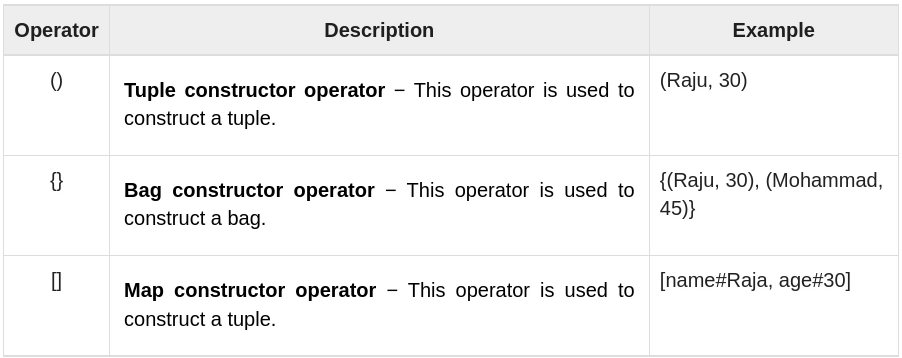 Operator Description Example
() Tuple constructor operator − This operator is used to (Raju, 30)
construct a tuple.
{} Bag constructor operator − This operator is used to {(Raju, 30), (Mohammad,
construct a bag. 45)}
[] Map constructor operator − This operator is used to [name#Raja, age#30]
construct a tuple.